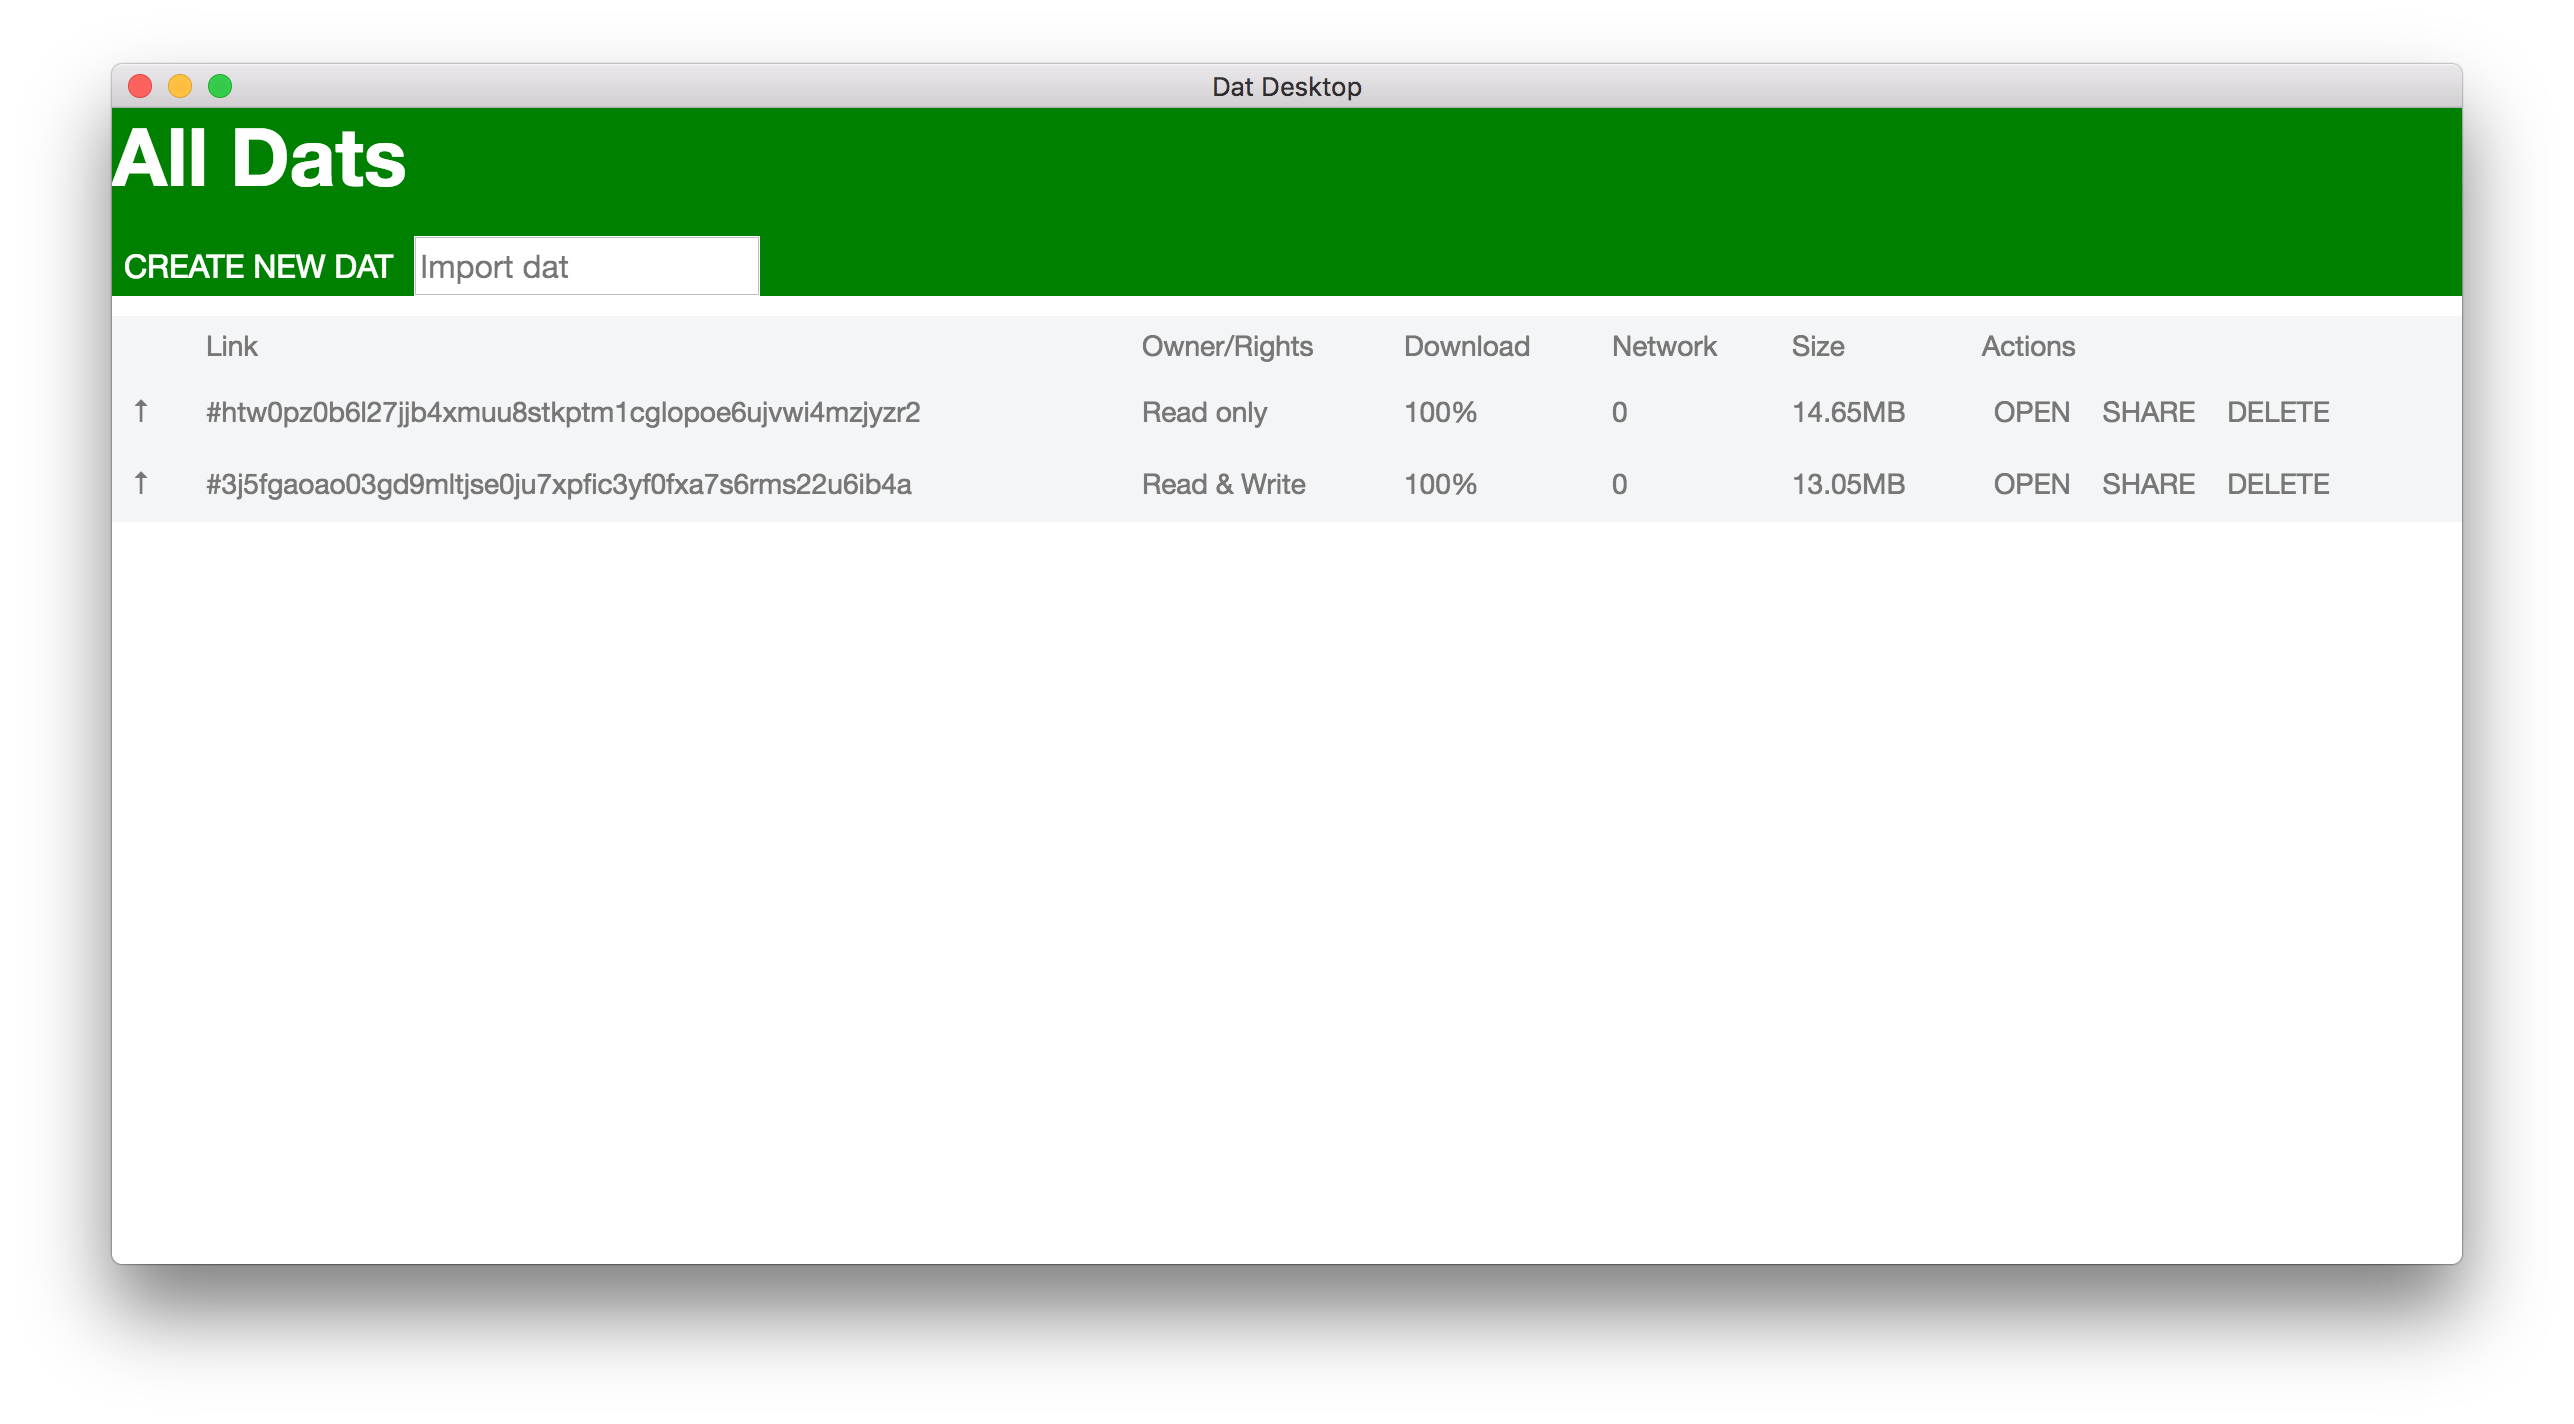 Dat Desktop
All Dats
CREATE NEW DAT Import dat
Link Owner/Rights Download Network Size Actions
↑ #htw0pz0b6l27jjb4xmuu8stkptm1cglopoe6ujvwi4mzjyzr2 Read only 100% 0 14.65MB OPEN SHARE DELETE
↑ #3j5fgaoao03gd9mltjse0ju7xpfic3yf0fxa7s6rms22u6ib4a Read & Write 100% 0 13.05MB OPEN SHARE DELETE